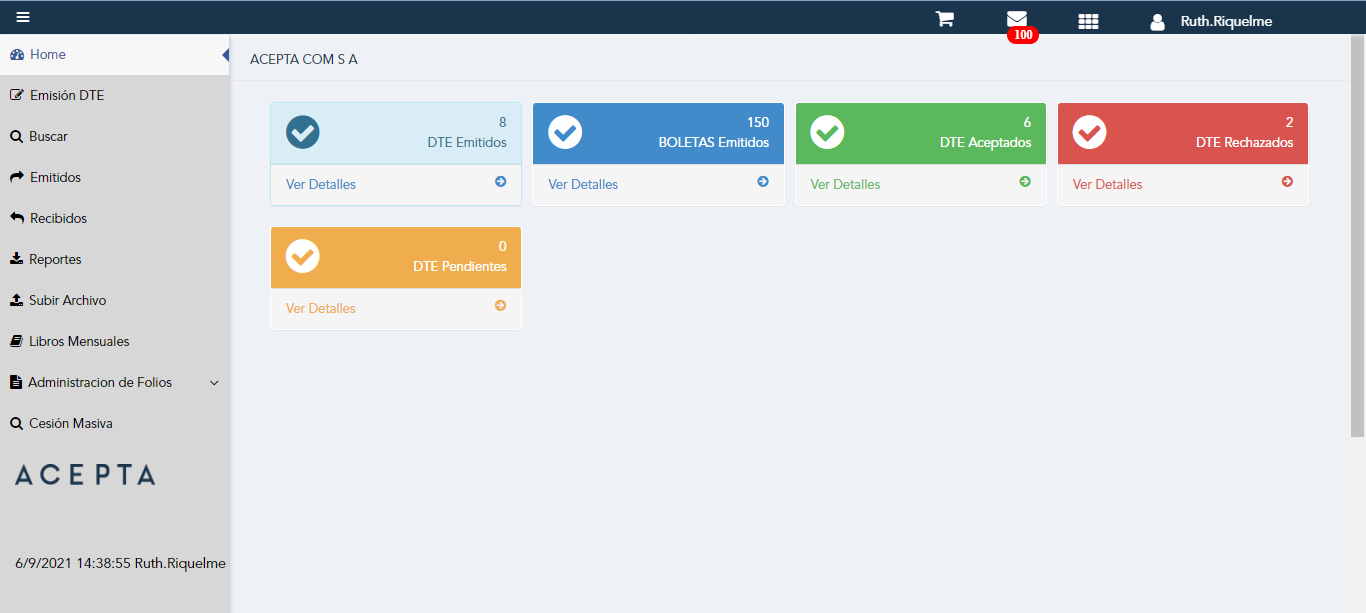 100
Ruth.Riquelme
Home
Emisión DTE
Buscar
Emitidos
Recibidos
Reportes
Subir Archivo
Libros Mensuales
Administracion de Folios
Cesión Masiva
ACEPTA
6/9/2021 14:38:55 Ruth.Riquelme
ACEPTA COM S A
8
DTE Emitidos
Ver Detalles
150
BOLETAS Emitidos
Ver Detalles
6
DTE Aceptados
Ver Detalles
2
DTE Rechazados
Ver Detalles
0
DTE Pendientes
Ver Detalles